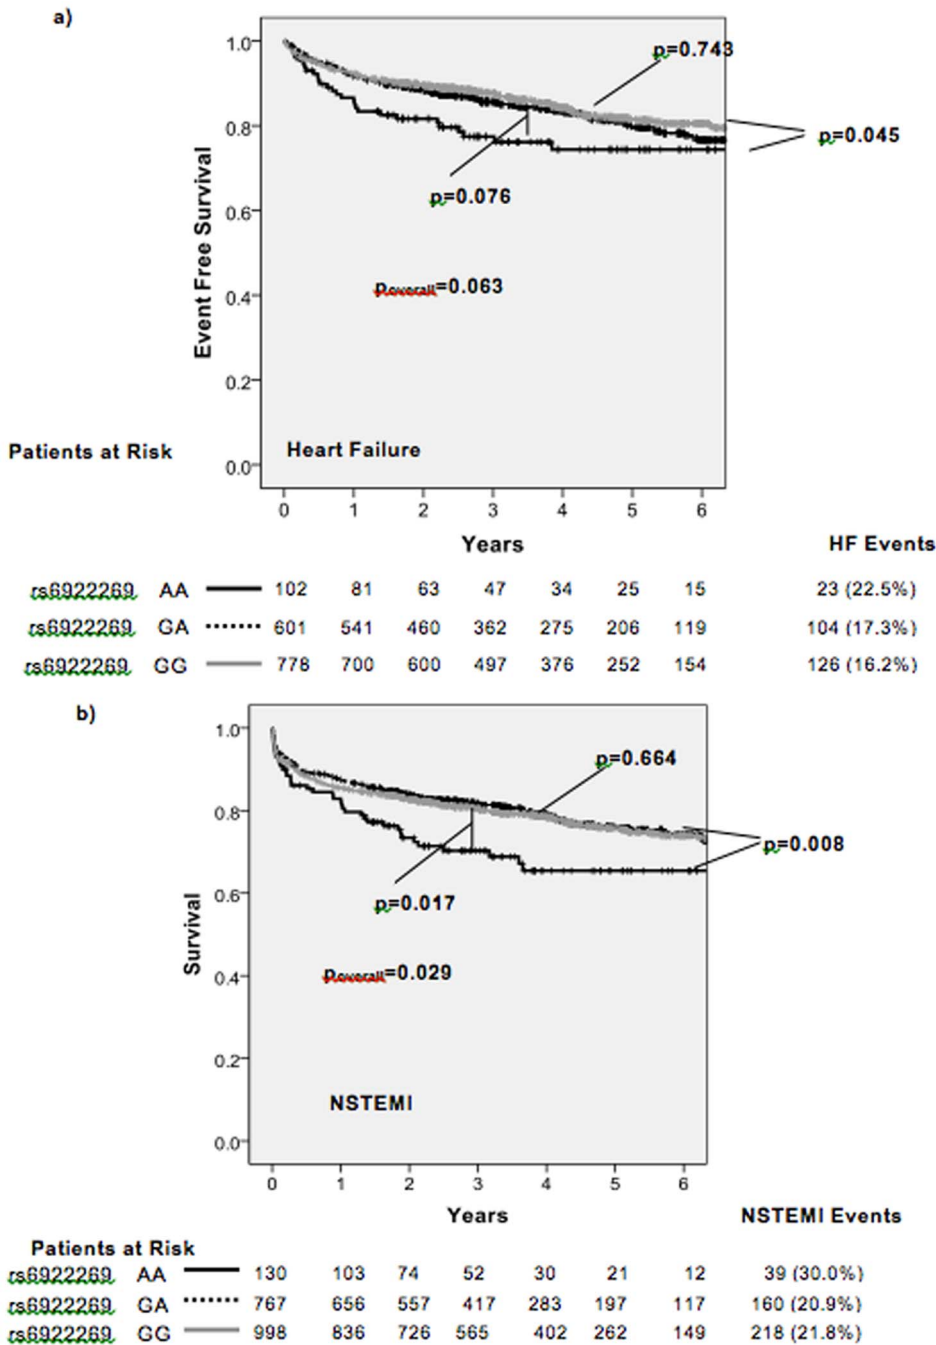 a)
1.0
p=0.743
0.8
p=0.045
p=0.076
0.6
Event Free Survival
poverall=0.063
0.4
0.2
Patients at Risk
Heart Failure
0.0
0 1 2 3 4 5 6
Years
HF Events
rs6922269 AA 102 81 63 47 34 25 15 23 (22.5%)
rs6922269 GA 601 541 460 362 275 206 119 104 (17.3%)
rs6922269 GG 778 700 600 497 376 252 154 126 (16.2%)
b)
1.0
p=0.664
0.8
p=0.008
p=0.017
0.6
Survival
poverall=0.029
0.4
0.2
NSTEMI
0.0
0 1 2 3 4 5 6
Years
NSTEMI Events
Patients at Risk
rs6922269 AA 130 103 74 52 30 21 12 39 (30.0%)
rs6922269 GA 767 656 557 417 283 197 117 160 (20.9%)
rs6922269 GG 998 836 726 565 402 262 149 218 (21.8%)